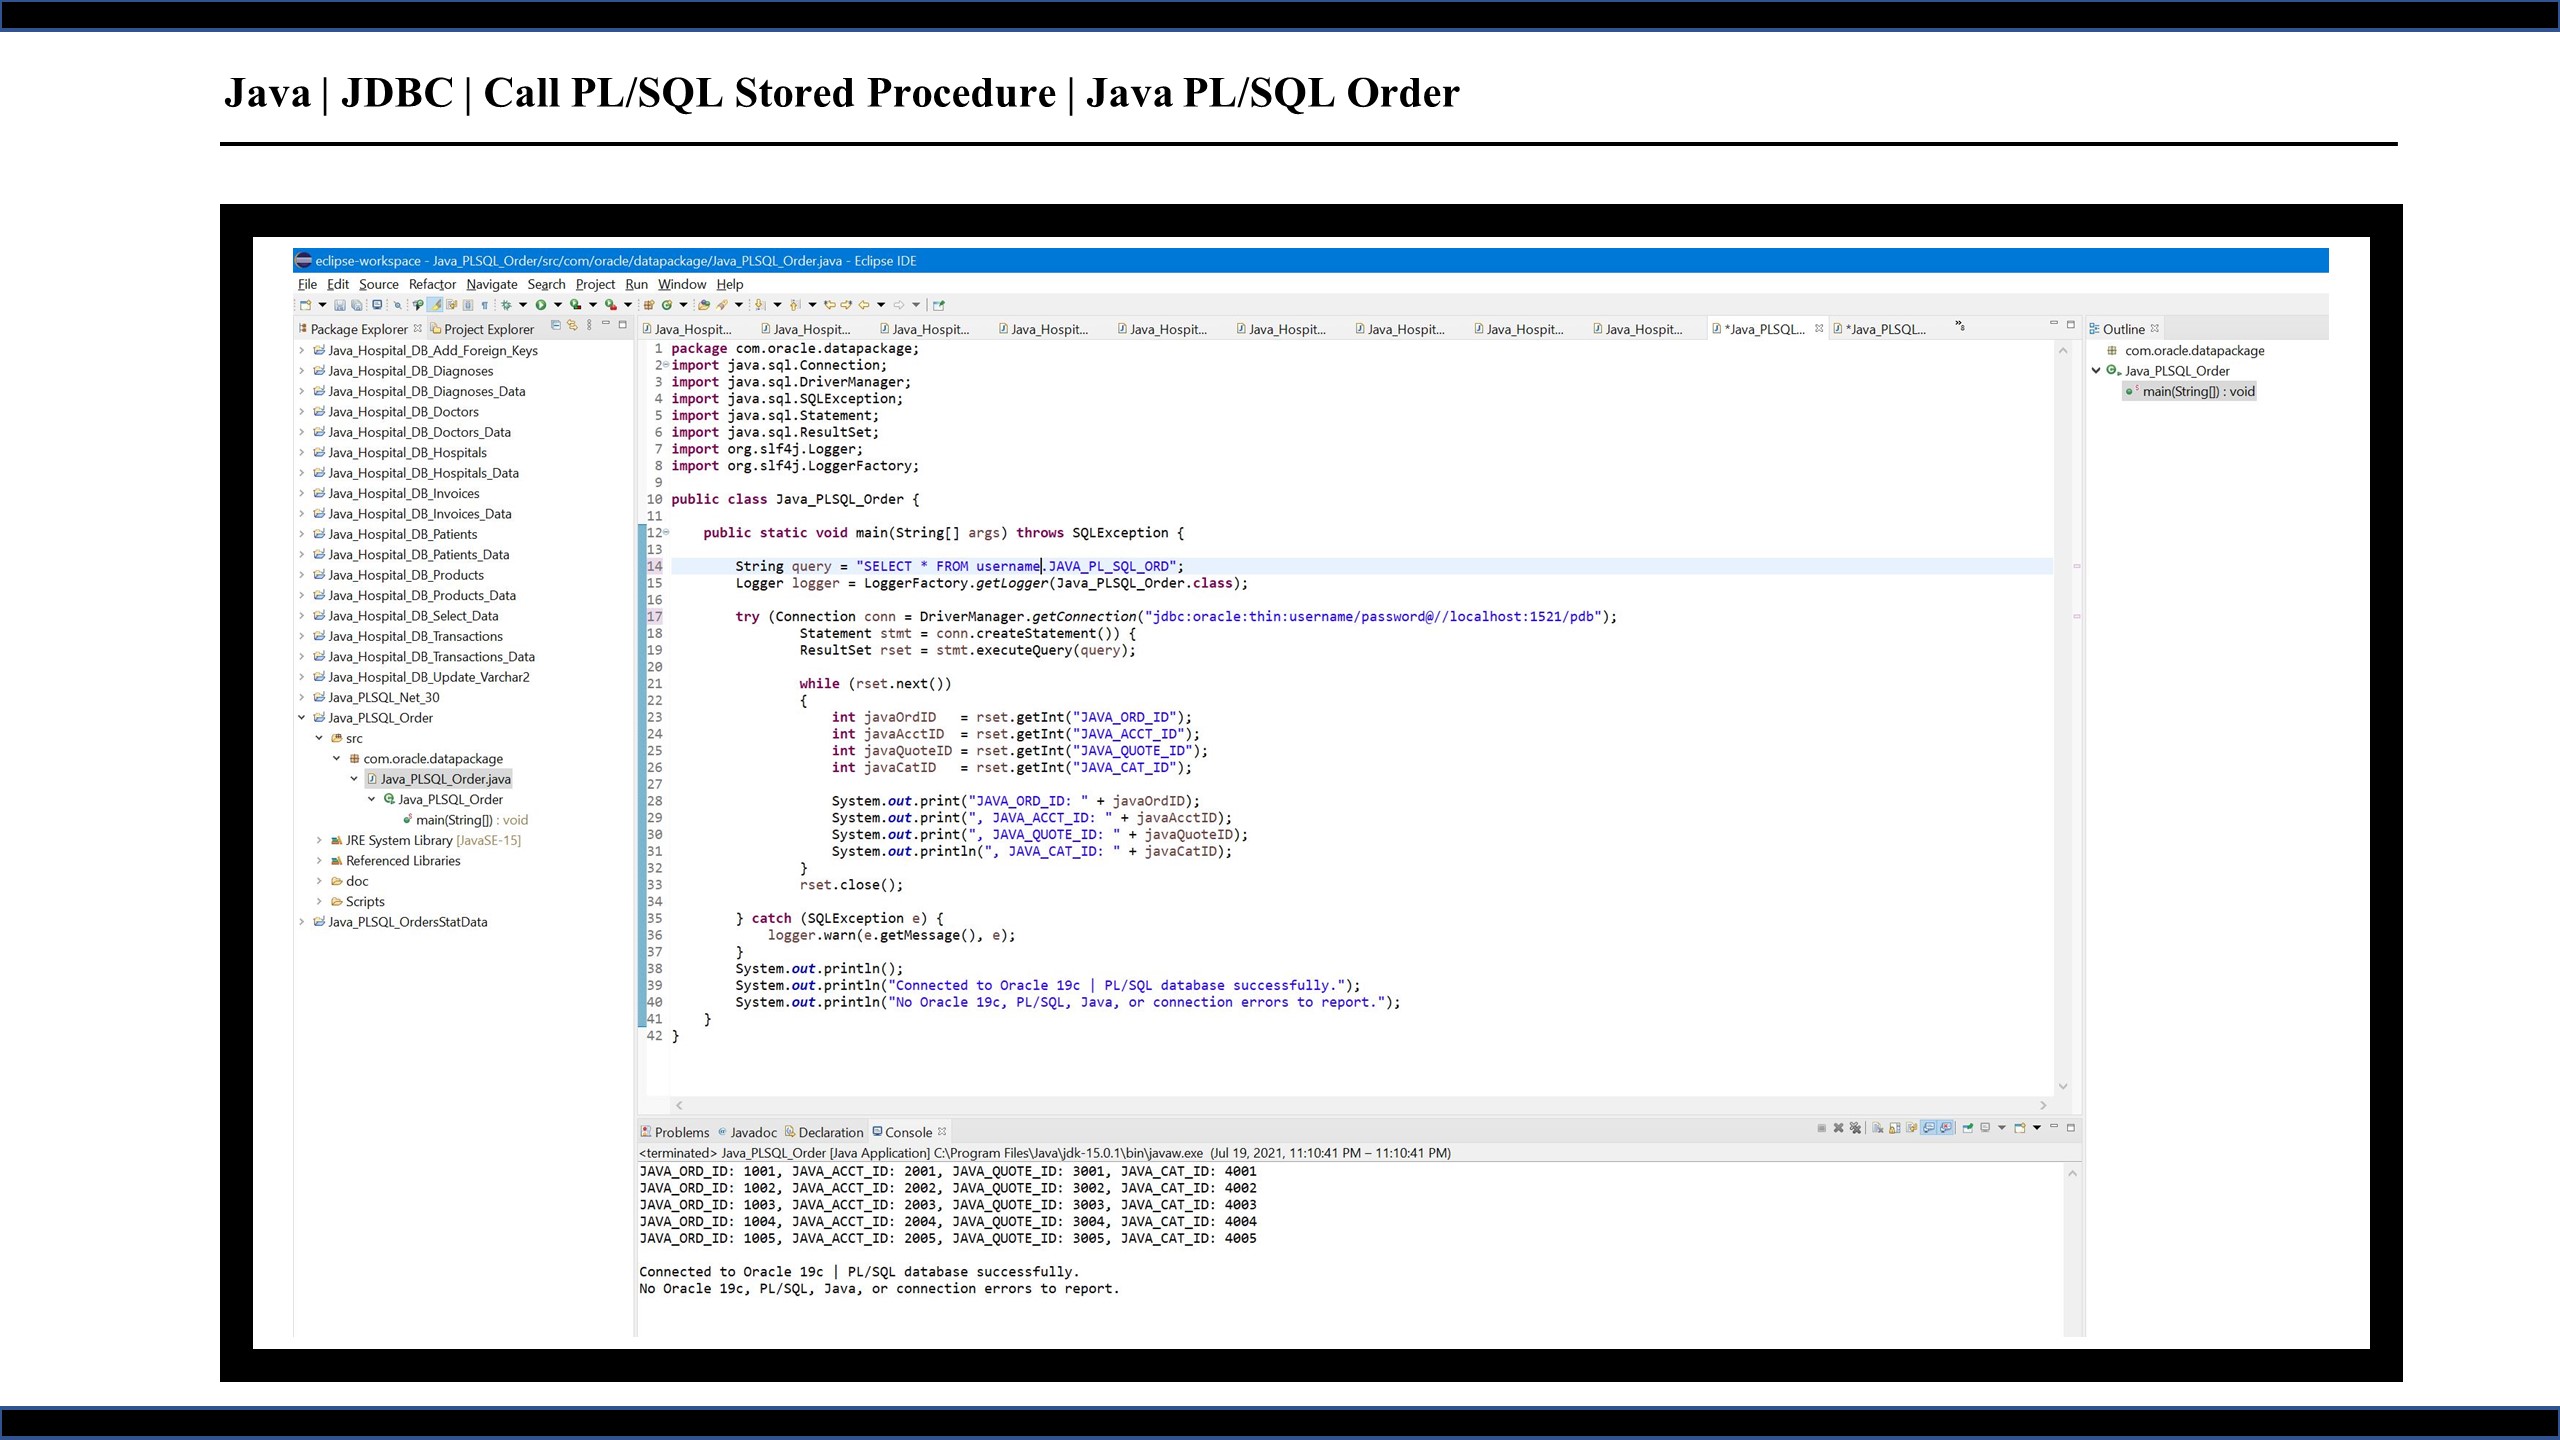 Java | JDBC | Call PL/SQL Stored Procedure | Java PL/SQL Order
eclipse-workspace - Java_PLSQL_Order/src/com/oracle/datapackage/Java_PLSQL_Order.java - Eclipse IDE
File Edit Source Refactor Navigate Search Project Run Window Help
Package Explorer Project Explorer
Java_Hospital_DB_Add_Foreign_Keys
Java_Hospital_DB_Diagnoses
Java_Hospital_DB_Diagnoses_Data
Java_Hospital_DB_Doctors
Java_Hospital_DB_Doctors_Data
Java_Hospital_DB_Hospitals
Java_Hospital_DB_Hospitals_Data
Java_Hospital_DB_Invoices
Java_Hospital_DB_Invoices_Data
Java_Hospital_DB_Patients
Java_Hospital_DB_Patients_Data
Java_Hospital_DB_Products
Java_Hospital_DB_Products_Data
Java_Hospital_DB_Select_Data
Java_Hospital_DB_Transactions
Java_Hospital_DB_Transactions_Data
Java_Hospital_DB_Update_Varchar2
Java_PLSQL_Net_30
Java_PLSQL_Order
src
com.oracle.datapackage
Java_PLSQL_Order.java
Java_PLSQL_Order
main(String[]) : void
JRE System Library [JavaSE-15]
Referenced Libraries
doc
Scripts
Java_PLSQL_OrdersStatData
Java_Hospit... Java_Hospit... Java_Hospit... Java_Hospit... Java_Hospit... Java_Hospit... Java_Hospit... Java_Hospit... Java_Hospit... *Java_PLSQL... *Java_PLSQL... »8
1 package com.oracle.datapackage;
2 import java.sql.Connection;
3 import java.sql.DriverManager;
4 import java.sql.SQLException;
5 import java.sql.Statement;
6 import java.sql.ResultSet;
7 import org.slf4j.Logger;
8 import org.slf4j.LoggerFactory;
9
10 public class Java_PLSQL_Order {
11
12 public static void main(String[] args) throws SQLException {
13
14 String query = "SELECT * FROM username.JAVA_PL_SQL_ORD";
15 Logger logger = LoggerFactory.getLogger(Java_PLSQL_Order.class);
16
17 try (Connection conn = DriverManager.getConnection("jdbc:oracle:thin:username/password@//localhost:1521/pdb");
18 Statement stmt = conn.createStatement()) {
19 ResultSet rset = stmt.executeQuery(query);
20
21 while (rset.next())
22 {
23 int javaOrdID = rset.getInt("JAVA_ORD_ID");
24 int javaAcctID = rset.getInt("JAVA_ACCT_ID");
25 int javaQuoteID = rset.getInt("JAVA_QUOTE_ID");
26 int javaCatID = rset.getInt("JAVA_CAT_ID");
27
28 System.out.print("JAVA_ORD_ID: " + javaOrdID);
29 System.out.print(", JAVA_ACCT_ID: " + javaAcctID);
30 System.out.print(", JAVA_QUOTE_ID: " + javaQuoteID);
31 System.out.println(", JAVA_CAT_ID: " + javaCatID);
32 }
33 rset.close();
34
35 } catch (SQLException e) {
36 logger.warn(e.getMessage(), e);
37 }
38 System.out.println();
39 System.out.println("Connected to Oracle 19c | PL/SQL database successfully.");
40 System.out.println("No Oracle 19c, PL/SQL, Java, or connection errors to report.");
41 }
42 }
Outline
com.oracle.datapackage
Java_PLSQL_Order
main(String[]) : void
Problems Javadoc Declaration Console
<terminated> Java_PLSQL_Order [Java Application] C:\Program Files\Java\jdk-15.0.1\bin\javaw.exe (Jul 19, 2021, 11:10:41 PM – 11:10:41 PM)
JAVA_ORD_ID: 1001, JAVA_ACCT_ID: 2001, JAVA_QUOTE_ID: 3001, JAVA_CAT_ID: 4001
JAVA_ORD_ID: 1002, JAVA_ACCT_ID: 2002, JAVA_QUOTE_ID: 3002, JAVA_CAT_ID: 4002
JAVA_ORD_ID: 1003, JAVA_ACCT_ID: 2003, JAVA_QUOTE_ID: 3003, JAVA_CAT_ID: 4003
JAVA_ORD_ID: 1004, JAVA_ACCT_ID: 2004, JAVA_QUOTE_ID: 3004, JAVA_CAT_ID: 4004
JAVA_ORD_ID: 1005, JAVA_ACCT_ID: 2005, JAVA_QUOTE_ID: 3005, JAVA_CAT_ID: 4005
Connected to Oracle 19c | PL/SQL database successfully.
No Oracle 19c, PL/SQL, Java, or connection errors to report.